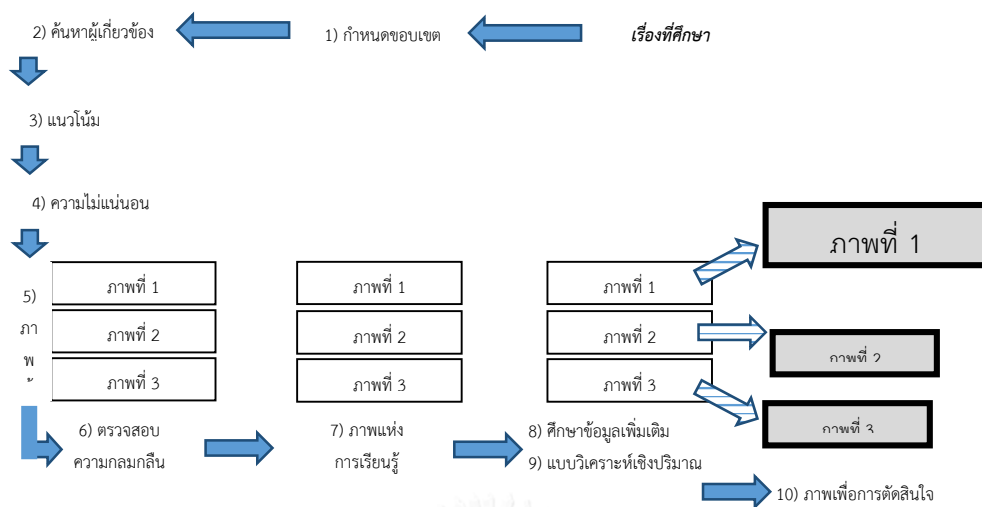 เรื่องที่ศึกษา
1) กำหนดขอบเขต
2) ค้นหาผู้เกี่ยวข้อง
3) แนวโน้ม
4) ความไม่แน่นอน
5)
ภา
พ
ภาพที่ 1
ภาพที่ 2
ภาพที่ 3
6) ตรวจสอบ
ความกลมกลืน
ภาพที่ 1
ภาพที่ 2
ภาพที่ 3
7) ภาพแห่ง
การเรียนรู้
ภาพที่ 1
ภาพที่ 2
ภาพที่ 3
8) ศึกษาข้อมูลเพิ่มเติม
9) แบบวิเคราะห์เชิงปริมาณ
ภาพที่ 1
ภาพที่ 2
ภาพที่ 3
10) ภาพเพื่อการตัดสินใจ